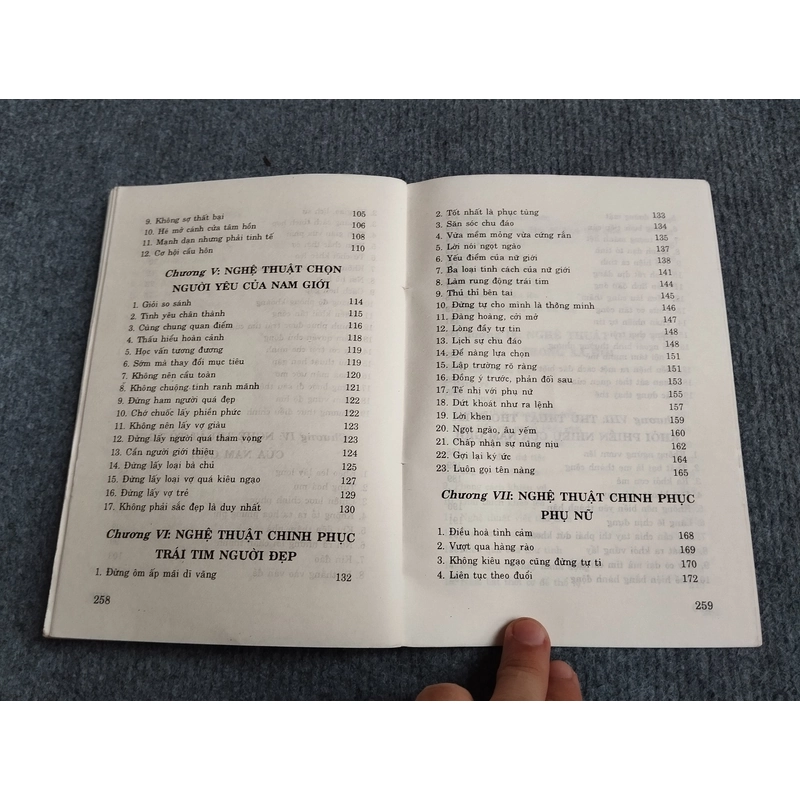 9. Không sợ thất bại 105
10. Hé mở cánh cửa tâm hồn 106
11. Mạnh dạn nhưng phải tinh tế 108
12. Cơ hội cầu hôn 110
Chương V: NGHỆ THUẬT CHỌN
NGƯỜI YÊU CỦA NAM GIỚI
1. Giỏi so sánh 114
2. Tình yêu chân thành 115
3. Cùng chung quan điểm 116
4. Thấu hiểu hoàn cảnh 118
5. Học vấn tương đương 119
6. Sớm mà thay đổi mục tiêu 119
7. Không nên cầu toàn 120
8. Không chuộng tinh ranh mãnh 121
9. Đừng ham người quá đẹp 122
10. Chớ chuốc lấy phiền phức 122
11. Không nên lấy vợ giàu 123
12. Đừng lấy người quá tham vọng 123
13. Cần người giới thiệu 124
14. Đừng lấy loại bà chủ 125
15. Đừng lấy loại vợ quá kiêu ngạo 127
16. Đừng lấy vợ trẻ 129
17. Không phải sắc đẹp là duy nhất 130
Chương VI: NGHỆ THUẬT CHINH PHỤC
TRÁI TIM NGƯỜI ĐẸP
1. Đừng ôm ấp mãi dĩ vãng 132
258
2. Tốt nhất là phục tùng 133
3. Săn sóc chu đáo 134
4. Vừa mềm mỏng vừa cứng rắn 135
5. Lời nói ngọt ngào 137
6. Yếu điểm của nữ giới 138
7. Ba loại tính cách của nữ giới 141
8. Làm rung động trái tim 144
9. Thủ thỉ bên tai 145
10. Đừng tự cho mình là thông minh 146
11. Đàng hoàng, cởi mở 147
12. Lòng đầy tự tin 148
13. Lịch sự chu đáo 148
14. Để nàng lựa chọn 151
15. Lập trường rõ ràng 151
16. Đồng ý trước, phản đối sau 153
17. Tế nhị với phụ nữ 155
18. Dứt khoát như ra lệnh 157
19. Lời khen 159
20. Ngọt ngào, âu yếm 160
21. Chấp nhận sự nũng nịu 162
22. Gợi lại ký ức 164
23. Luôn gọi tên nàng 165
Chương VII: NGHỆ THUẬT CHINH PHỤC
PHỤ NỮ
1. Điều hoà tình cảm 168
2. Vượt qua hàng rào 169
3. Không kiêu ngạo cũng đừng tự ti 170
4. Liên tục theo đuổi 172
259